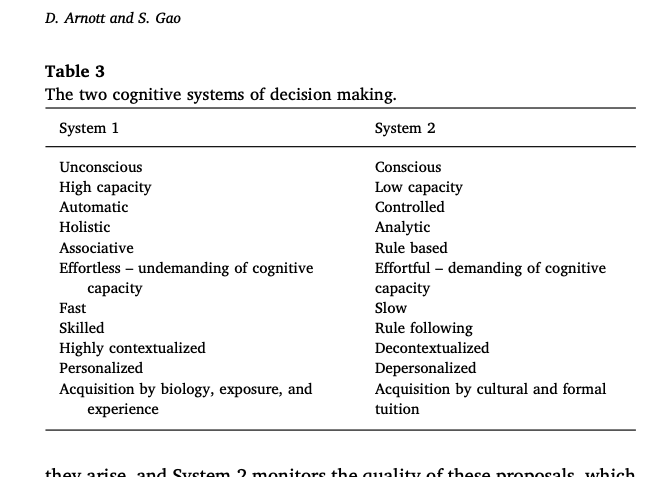 D. Arnott and S. Gao
Table 3
The two cognitive systems of decision making.
System 1 System 2
Unconscious Conscious
High capacity Low capacity
Automatic Controlled
Holistic Analytic
Associative Rule based
Effortless – undemanding of cognitive Effortful – demanding of cognitive
capacity capacity
Fast Slow
Skilled Rule following
Highly contextualized Decontextualized
Personalized Depersonalized
Acquisition by biology, exposure, and Acquisition by cultural and formal
experience tuition
they arise, and System 2 monitors the quality of these proposals, which